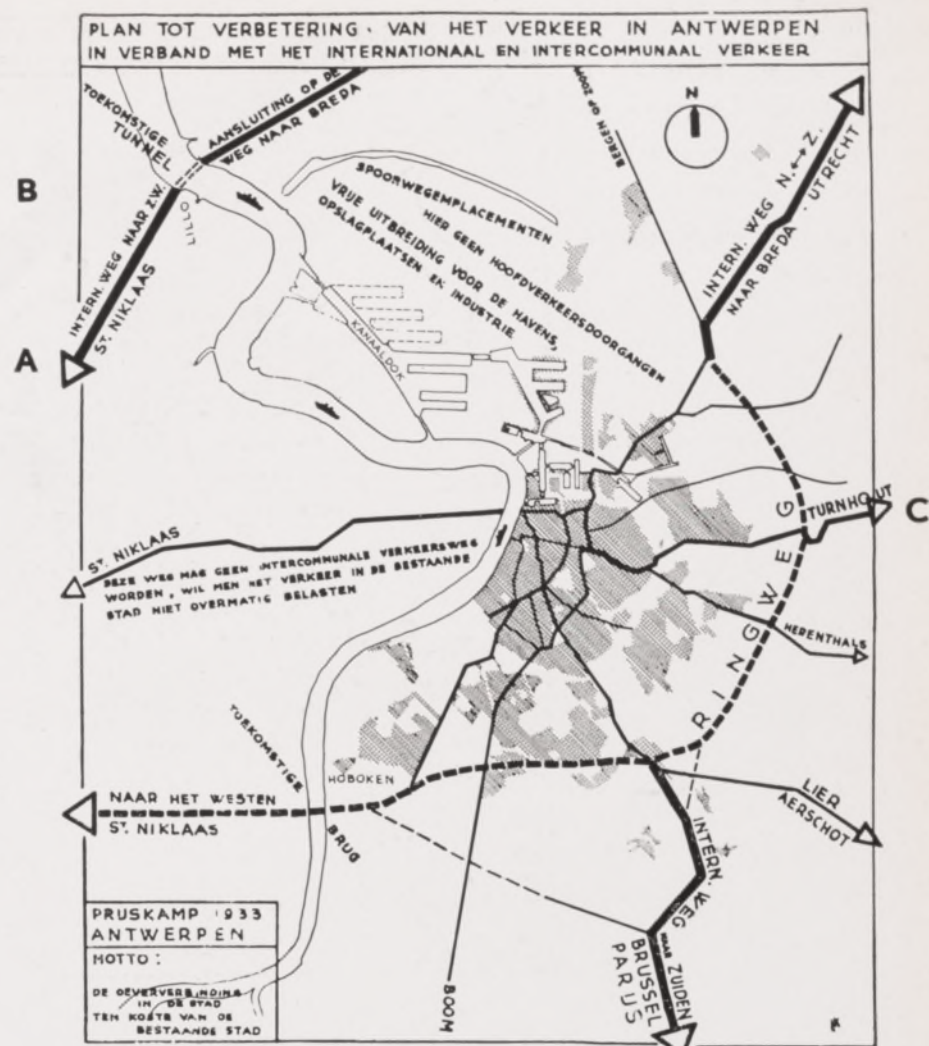 PLAN TOT VERBETERING · VAN HET VERKEER IN ANTWERPEN
IN VERBAND MET HET INTERNATIONAAL EN INTERCOMMUNAAL VERKEER
TOEKOMSTIGE
TUNNEL
AANSLUITING OP DE
WEG NAAR BREDA
BERGEN OP ZOOM
N
INTERN. WEG N. ↔ Z.
NAAR BREDA - UTRECHT
B
LILLO
INTERN. WEG NAAR Z.W.
ST. NIKLAAS
SPOORWEGEMPLACEMENTEN
HIER GEEN HOOFDVERKEERSDOORGANGEN
VRIJE UITBREIDING VOOR DE HAVENS,
OPSLAGPLAATSEN EN INDUSTRIE
A
KANAALDOK
TURNHOUT
C
ST. NIKLAAS
DEZE WEG MAG GEEN INTERCOMMUNALE VERKEERSWEG
WORDEN, WIL MEN HET VERKEER IN DE BESTAANDE
STAD NIET OVERMATIG BELASTEN
RINGWEG
HERENTHALS
TOEKOMSTIGE
BRUG
HOBOKEN
NAAR HET WESTEN
ST. NIKLAAS
LIER
AERSCHOT
INTERN. WEG
NAAR ZUIDEN
BRUSSEL
PARIJS
BOOM
PRIJSKAMP 1933
ANTWERPEN
MOTTO:
DE OEVERVERBINDING
IN DE STAD
TEN KOSTE VAN DE
BESTAANDE STAD